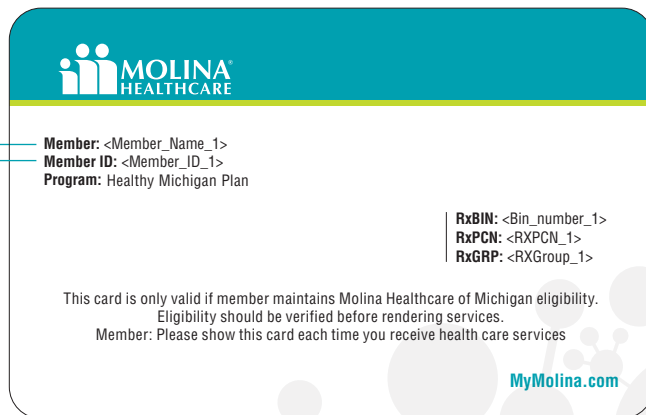 MOLINA®
HEALTHCARE
Member: <Member_Name_1>
Member ID: <Member_ID_1>
Program: Healthy Michigan Plan
RxBIN: <Bin_number_1>
RxPCN: <RXPCN_1>
RxGRP: <RXGroup_1>
This card is only valid if member maintains Molina Healthcare of Michigan eligibility.
Eligibility should be verified before rendering services.
Member: Please show this card each time you receive health care services
MyMolina.com